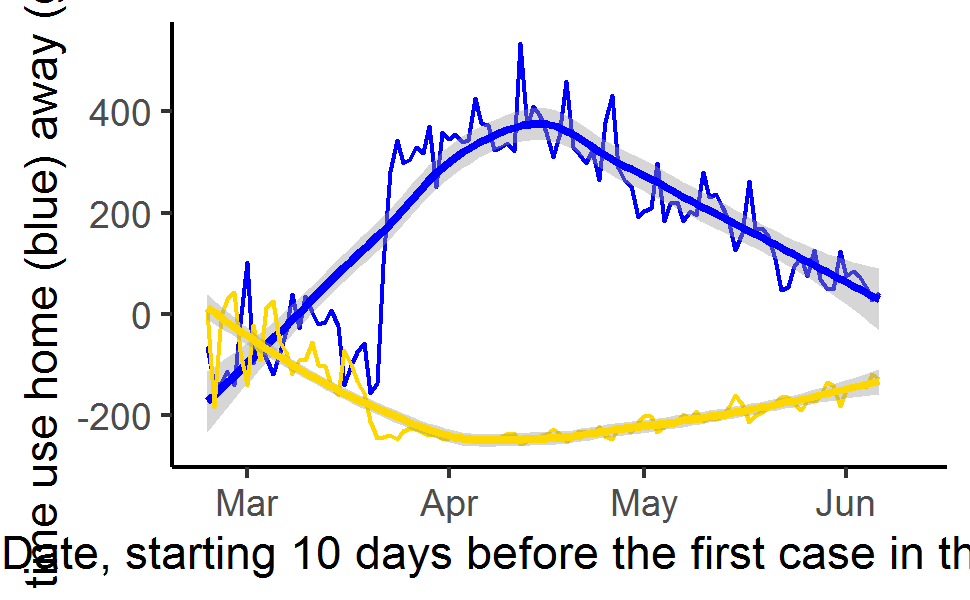 time use home (blue) away (
400
200
0
-200
Mar Apr May Jun
Date, starting 10 days before the first case in th